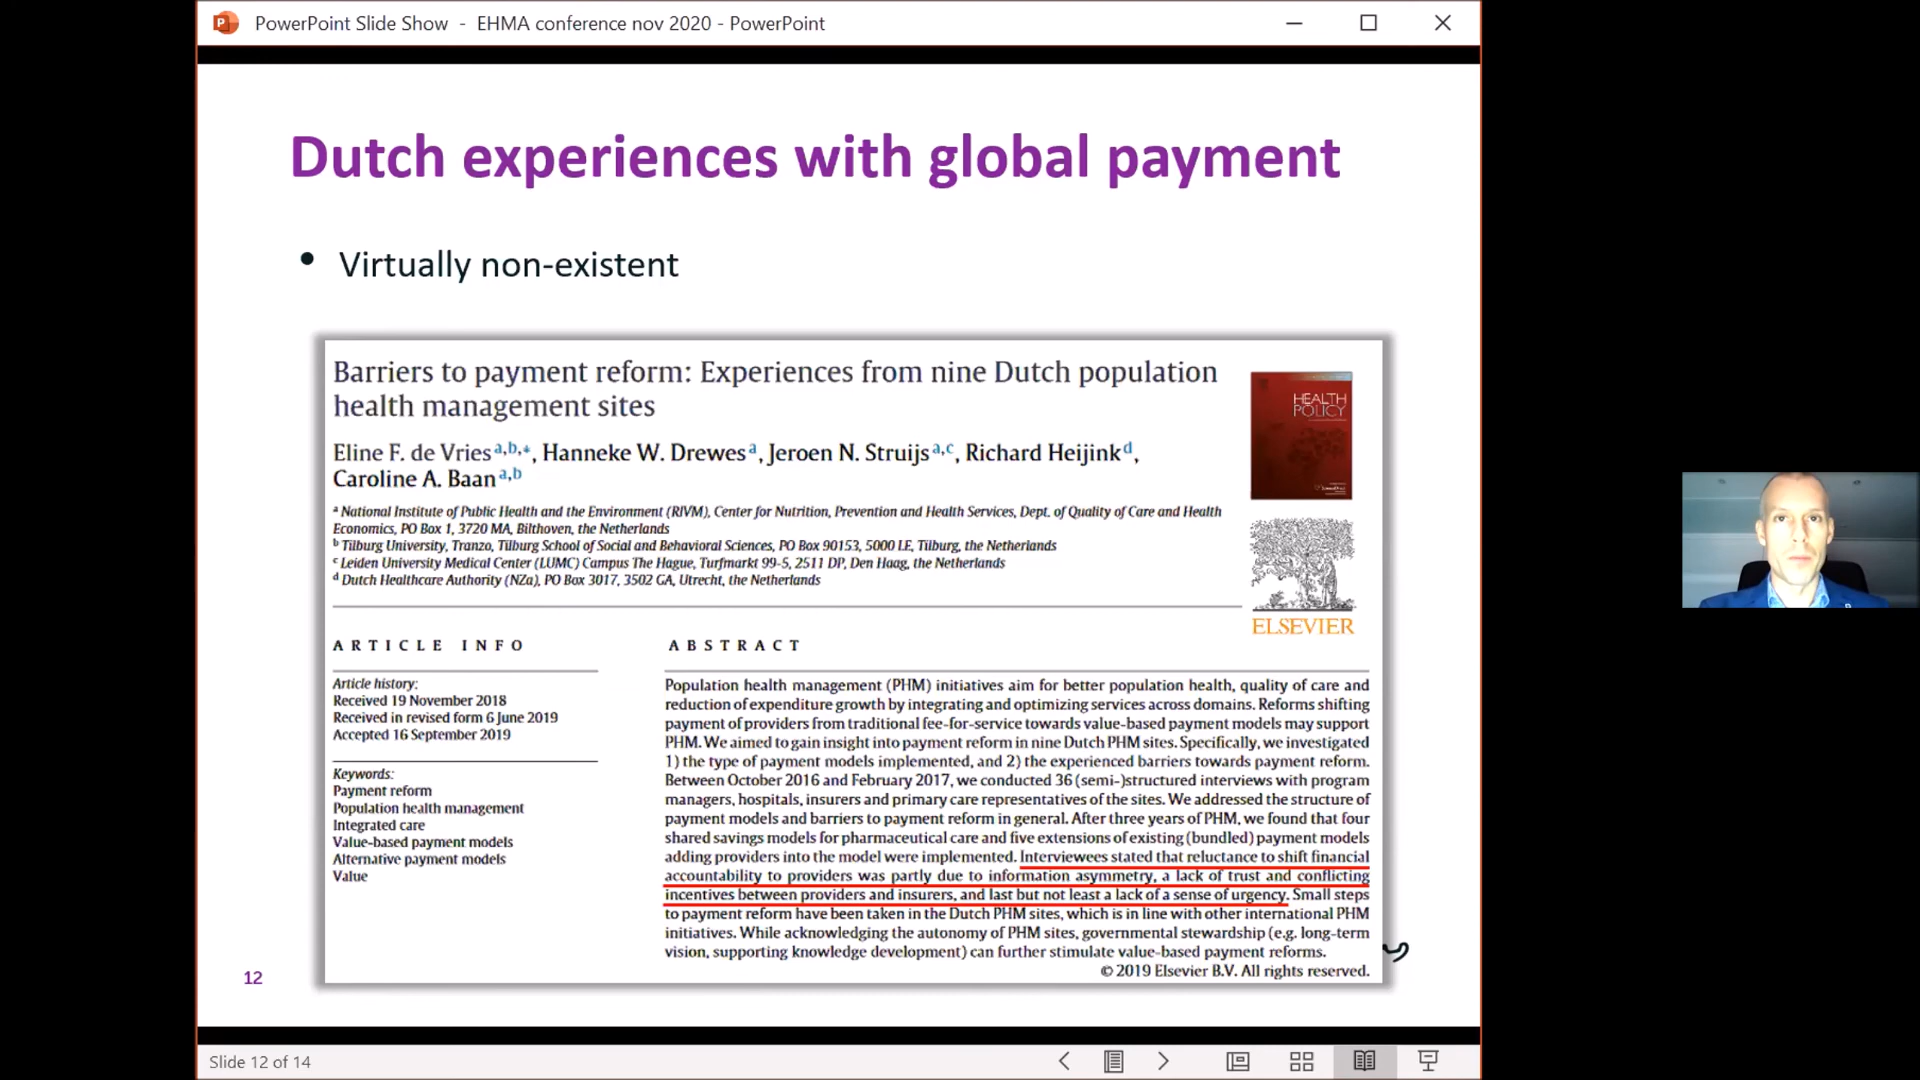 PowerPoint Slide Show - EHMA conference nov 2020 - PowerPoint
Dutch experiences with global payment
• Virtually non-existent
Barriers to payment reform: Experiences from nine Dutch population
health management sites
Eline F. de Vries a,b,*, Hanneke W. Drewes a, Jeroen N. Struijs a,c, Richard Heijink d,
Caroline A. Baan a,b
a National Institute of Public Health and the Environment (RIVM), Center for Nutrition, Prevention and Health Services, Dept. of Quality of Care and Health
Economics, PO Box 1, 3720 MA, Bilthoven, the Netherlands
b Tilburg University, Tranzo, Tilburg School of Social and Behavioral Sciences, PO Box 90153, 5000 LE, Tilburg, the Netherlands
c Leiden University Medical Center (LUMC) Campus The Hague, Turfmarkt 99-5, 2511 DP, Den Haag, the Netherlands
d Dutch Healthcare Authority (NZa), PO Box 3017, 3502 GA, Utrecht, the Netherlands
HEALTH
POLICY
ELSEVIER
ARTICLE INFO
Article history:
Received 19 November 2018
Received in revised form 6 June 2019
Accepted 16 September 2019
Keywords:
Payment reform
Population health management
Integrated care
Value-based payment models
Alternative payment models
Value
ABSTRACT
Population health management (PHM) initiatives aim for better population health, quality of care and
reduction of expenditure growth by integrating and optimizing services across domains. Reforms shifting
payment of providers from traditional fee-for-service towards value-based payment models may support
PHM. We aimed to gain insight into payment reform in nine Dutch PHM sites. Specifically, we investigated
1) the type of payment models implemented, and 2) the experienced barriers towards payment reform.
Between October 2016 and February 2017, we conducted 36 (semi-)structured interviews with program
managers, hospitals, insurers and primary care representatives of the sites. We addressed the structure of
payment models and barriers to payment reform in general. After three years of PHM, we found that four
shared savings models for pharmaceutical care and five extensions of existing (bundled) payment models
adding providers into the model were implemented. Interviewees stated that reluctance to shift financial
accountability to providers was partly due to information asymmetry, a lack of trust and conflicting
incentives between providers and insurers, and last but not least a lack of a sense of urgency. Small steps
to payment reform have been taken in the Dutch PHM sites, which is in line with other international PHM
initiatives. While acknowledging the autonomy of PHM sites, governmental stewardship (e.g. long-term
vision, supporting knowledge development) can further stimulate value-based payment reforms.
© 2019 Elsevier B.V. All rights reserved.
12
Slide 12 of 14